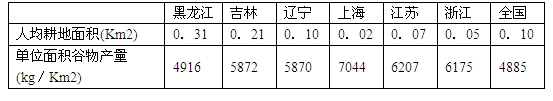 黑龙江 吉林 辽宁 上海 江苏 浙江 全国
人均耕地面积(Km2) 0．31 0．21 0．10 0．02 0．07 0．05 0．10
单位面积谷物产量
(kg／Km2) 4916 5872 5870 7044 6207 6175 4885